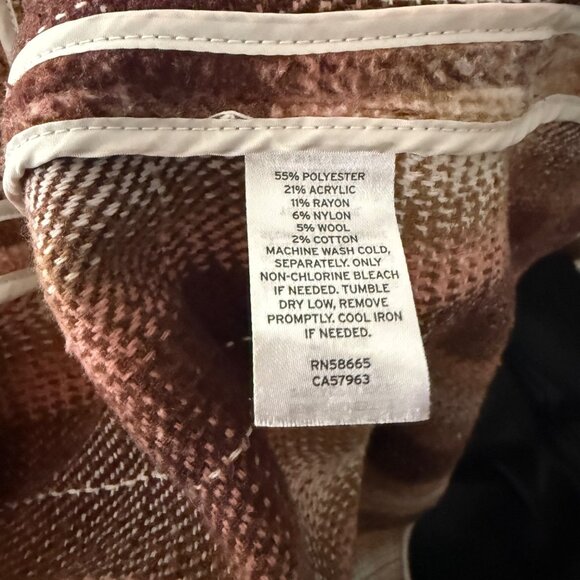 55% POLYESTER
21% ACRYLIC
11% RAYON
6% NYLON
5% WOOL
2% COTTON
MACHINE WASH COLD,
SEPARATELY. ONLY
NON-CHLORINE BLEACH
IF NEEDED. TUMBLE
DRY LOW, REMOVE
PROMPTLY. COOL IRON
IF NEEDED.
RN58665
CA57963